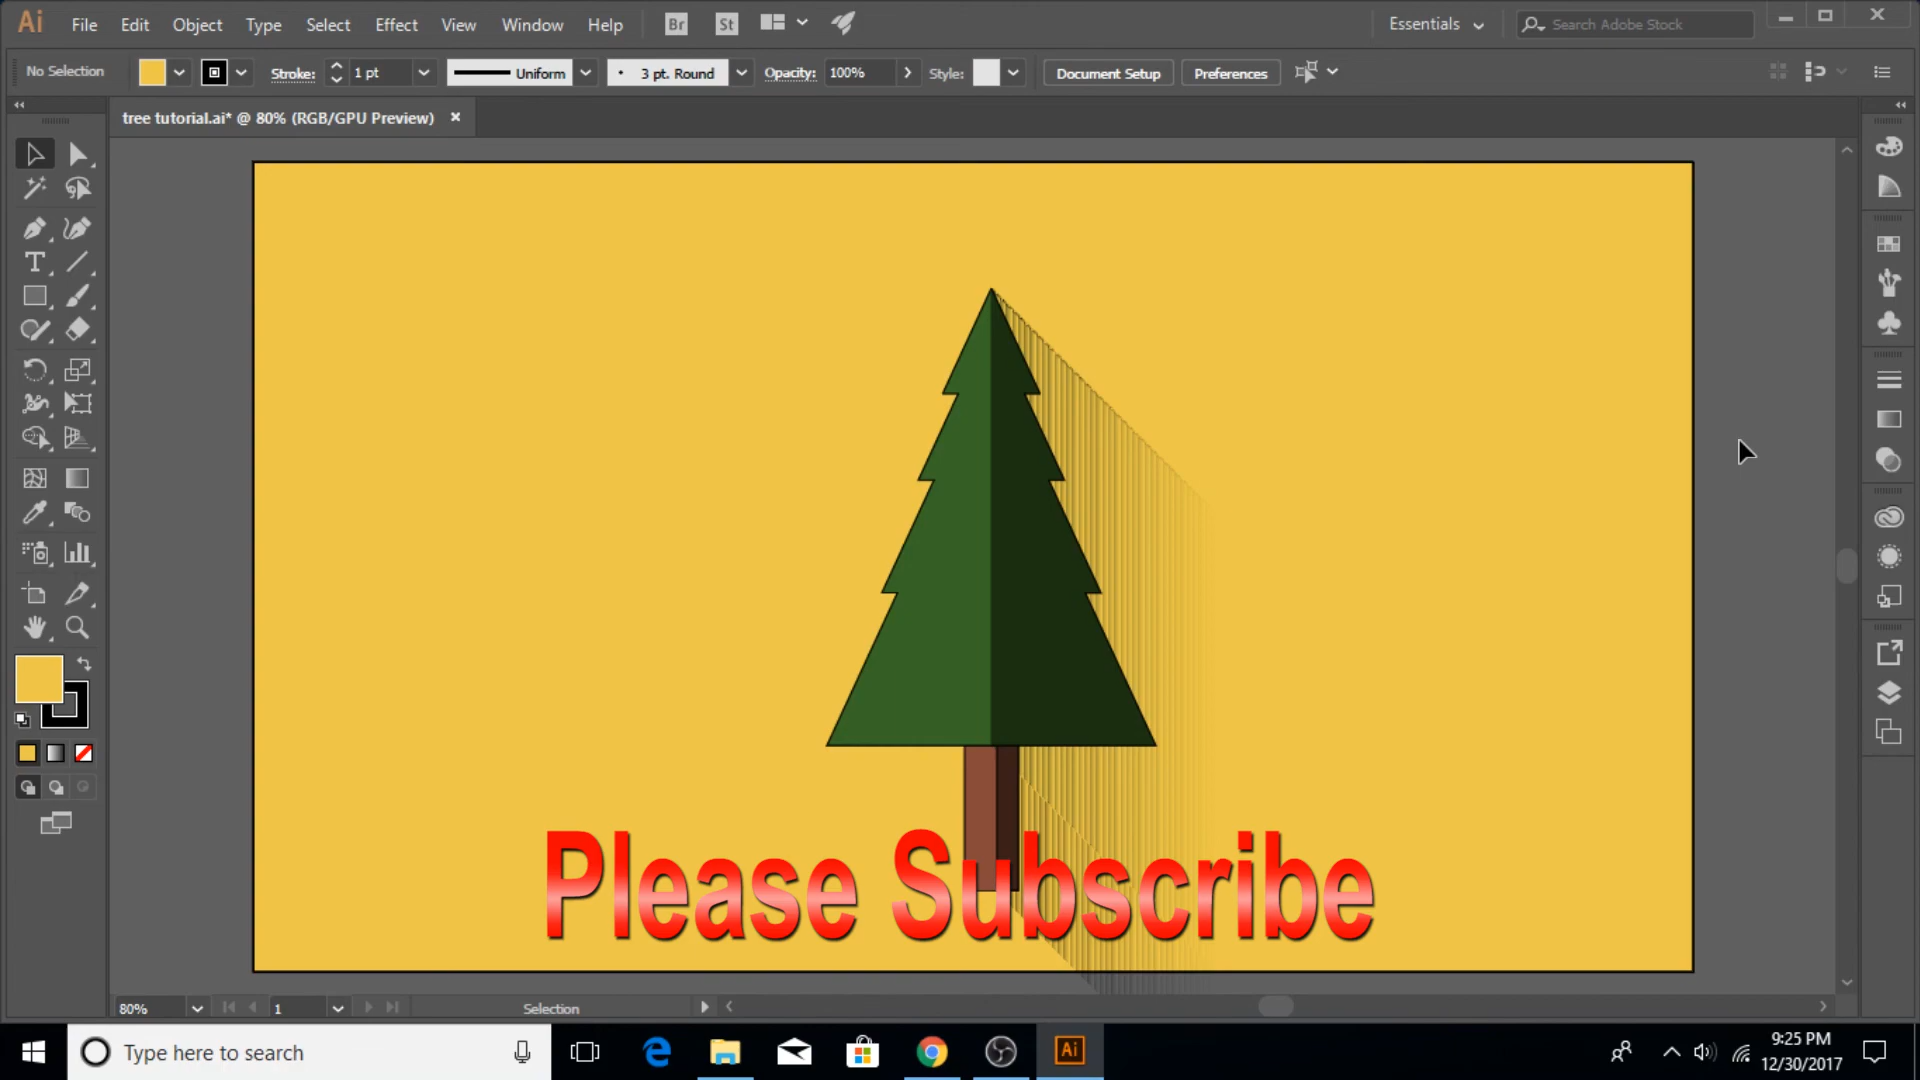 Ai File Edit Object Type Select Effect View Window Help Br St Essentials Search Adobe Stock
No Selection Stroke: 1 pt Uniform 3 pt. Round Opacity: 100% Style: Document Setup Preferences
tree tutorial.ai* @ 80% (RGB/GPU Preview)
T
Please Subscribe
80% 1 Selection
Type here to search Ai 9:25 PM
12/30/2017